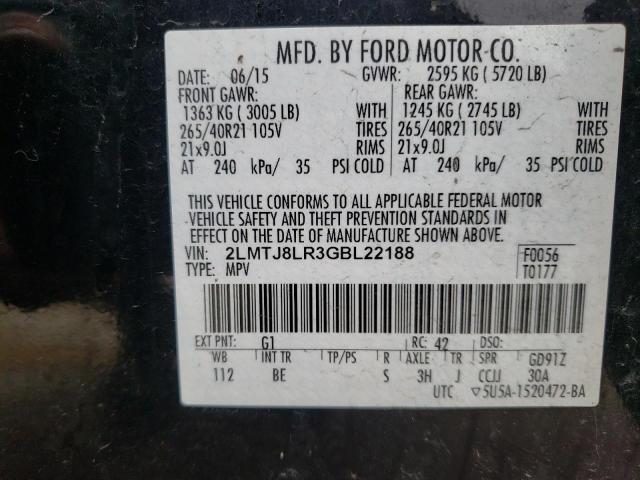 MFD. BY FORD MOTOR CO.
DATE: 06/15 GVWR: 2595 KG ( 5720 LB)
FRONT GAWR: REAR GAWR:
1363 KG ( 3005 LB) WITH 1245 KG ( 2745 LB) WITH
265/40R21 105V TIRES 265/40R21 105V TIRES
21x9.0J RIMS 21x9.0J RIMS
AT 240 kPa/ 35 PSI COLD AT 240 kPa/ 35 PSI COLD
THIS VEHICLE CONFORMS TO ALL APPLICABLE FEDERAL MOTOR
VEHICLE SAFETY AND THEFT PREVENTION STANDARDS IN
EFFECT ON THE DATE OF MANUFACTURE SHOWN ABOVE.
VIN: 2LMTJ8LR3GBL22188 F0056
TYPE: MPV T0177
EXT PNT: G1 RC: 42 DSO:
WB INT TR TP/PS R AXLE TR SPR GD91Z
112 BE S 3H J CCJJ 30A
UTC ▽5U5A-1520472-BA